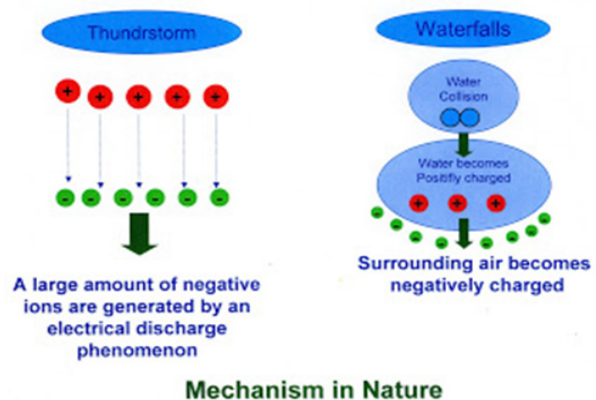 Thundrstorm
+ + + + +
- - - - - -
A large amount of negative
ions are generated by an
electrical discharge
phenomenon
Waterfalls
Water
Collision
Water becomes
Positifly charged
+ + +
- - - - - - - - -
Surrounding air becomes
negatively charged
Mechanism in Nature